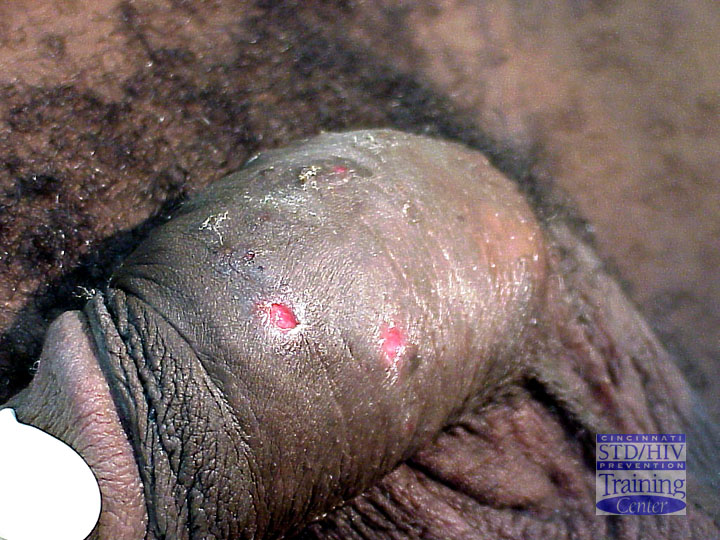 CINCINNATI
STD/HIV
PREVENTION
Training
Center